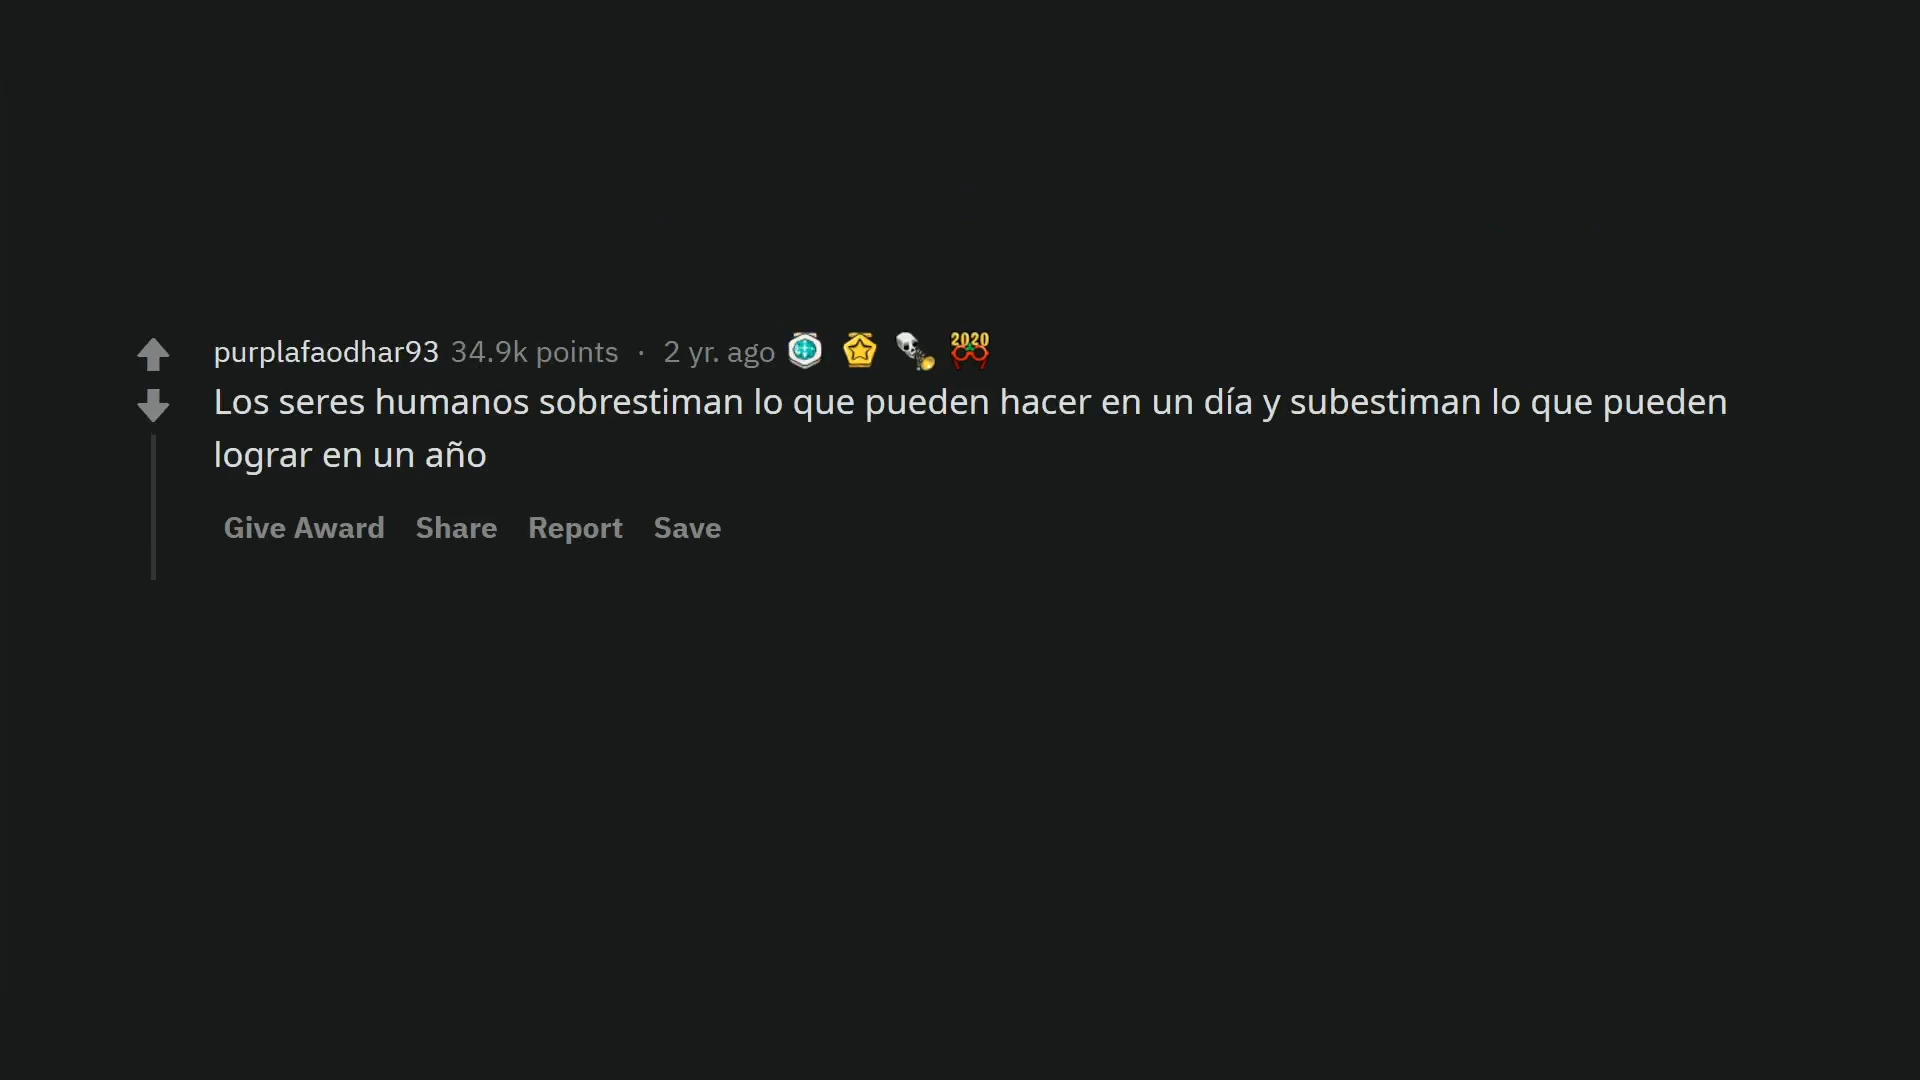 purplafaodhar93 34.9k points · 2 yr. ago 2020
Los seres humanos sobrestiman lo que pueden hacer en un día y subestiman lo que pueden
lograr en un año
Give Award Share Report Save